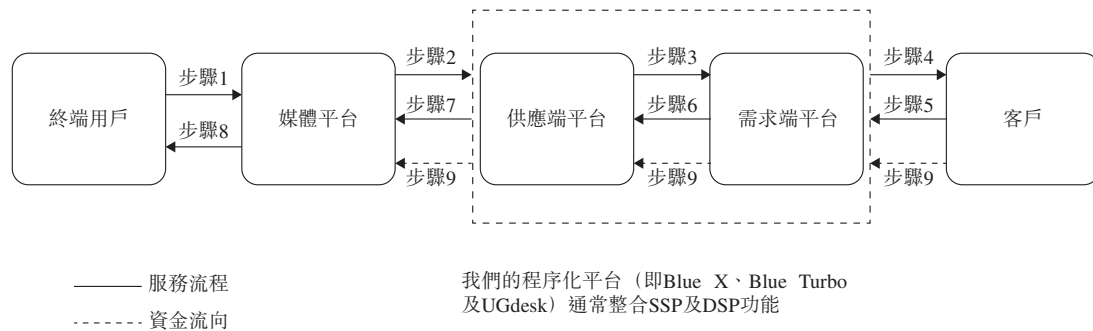 步驟2
步驟3
步驟4
步驟1
步驟7
步驟6
步驟5
終端用戶
媒體平台
供應端平台
需求端平台
客戶
步驟8
步驟9
步驟9
步驟9
服務流程
資金流向
我們的程序化平台（即Blue X、Blue Turbo
及UGdesk）通常整合SSP及DSP功能